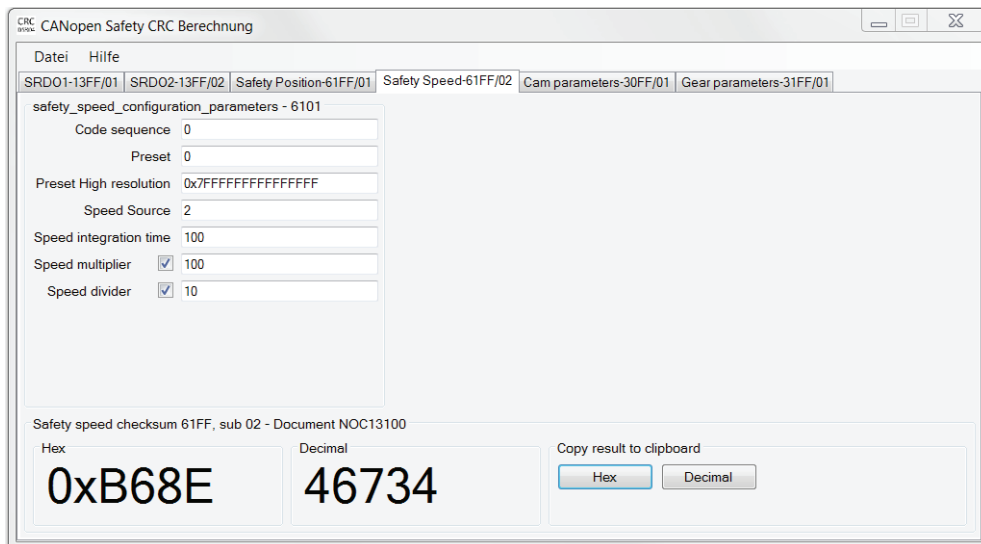 CRC CANopen Safety CRC Berechnung
Datei Hilfe
SRDO1-13FF/01 SRDO2-13FF/02 Safety Position-61FF/01 Safety Speed-61FF/02 Cam parameters-30FF/01 Gear parameters-31FF/01
safety_speed_configuration_parameters - 6101
Code sequence 0
Preset 0
Preset High resolution 0x7FFFFFFFFFFFFFFF
Speed Source 2
Speed integration time 100
Speed multiplier 100
Speed divider 10
Safety speed checksum 61FF, sub 02 - Document NOC13100
Hex Decimal Copy result to clipboard
0xB68E 46734 Hex Decimal